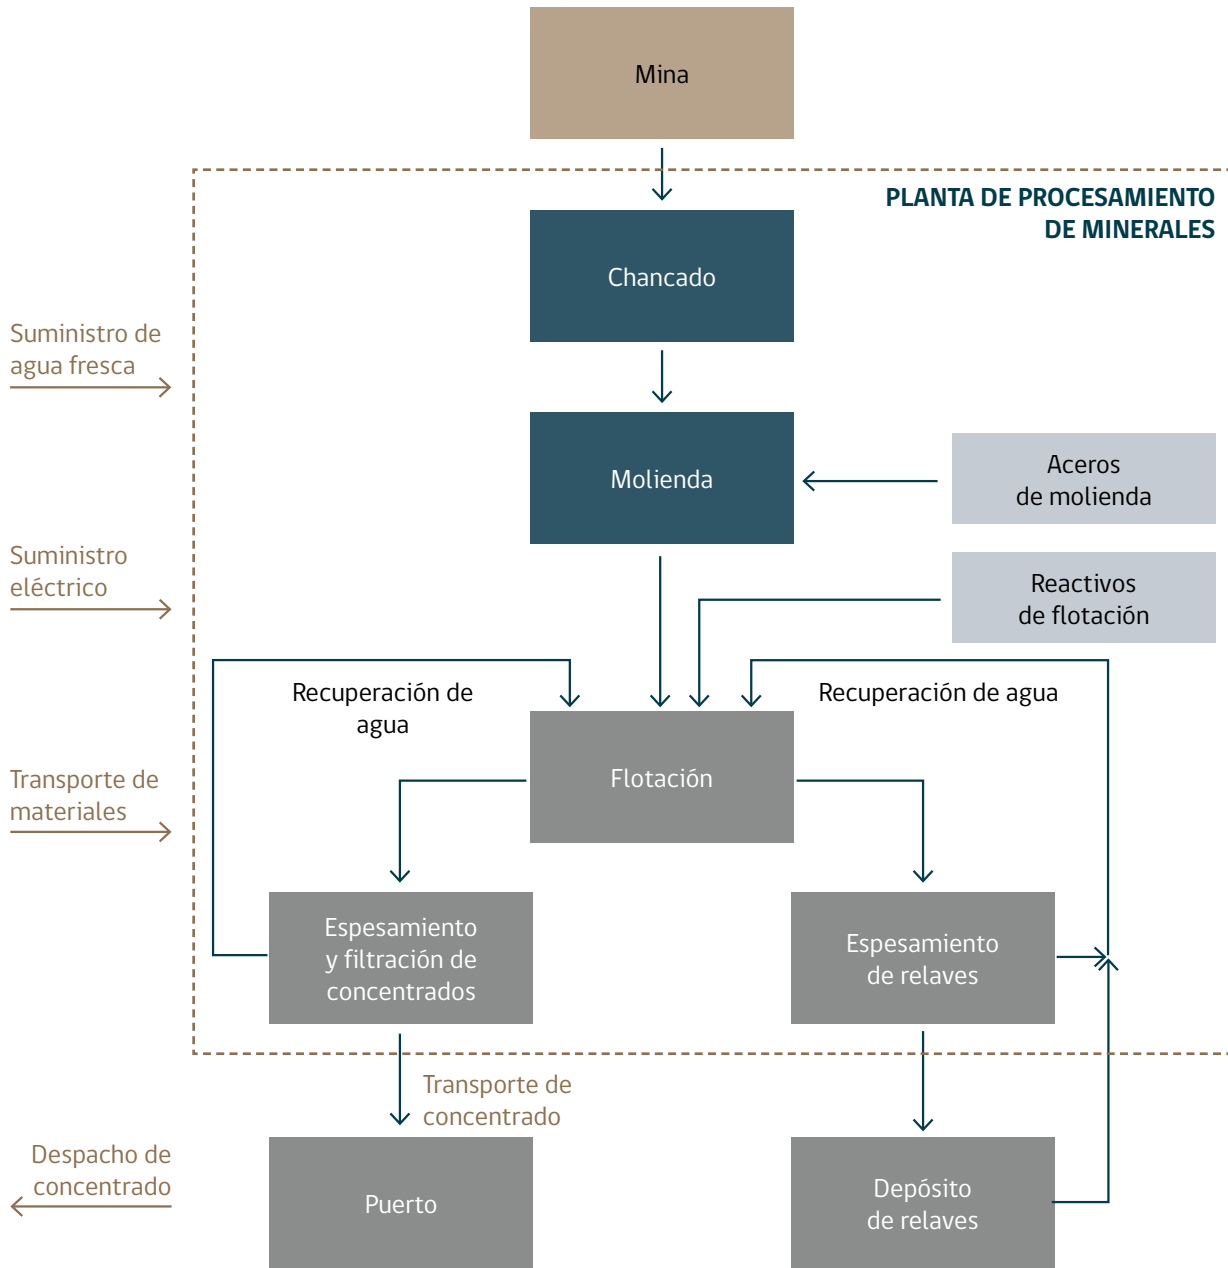 Mina
PLANTA DE PROCESAMIENTO
DE MINERALES
Chancado
Suministro de
agua fresca
Molienda
Aceros
de molienda
Suministro
eléctrico
Reactivos
de flotación
Recuperación de
agua
Recuperación de agua
Flotación
Transporte de
materiales
Espesamiento
y filtración de
concentrados
Espesamiento
de relaves
Transporte de
concentrado
Despacho de
concentrado
Puerto
Depósito
de relaves